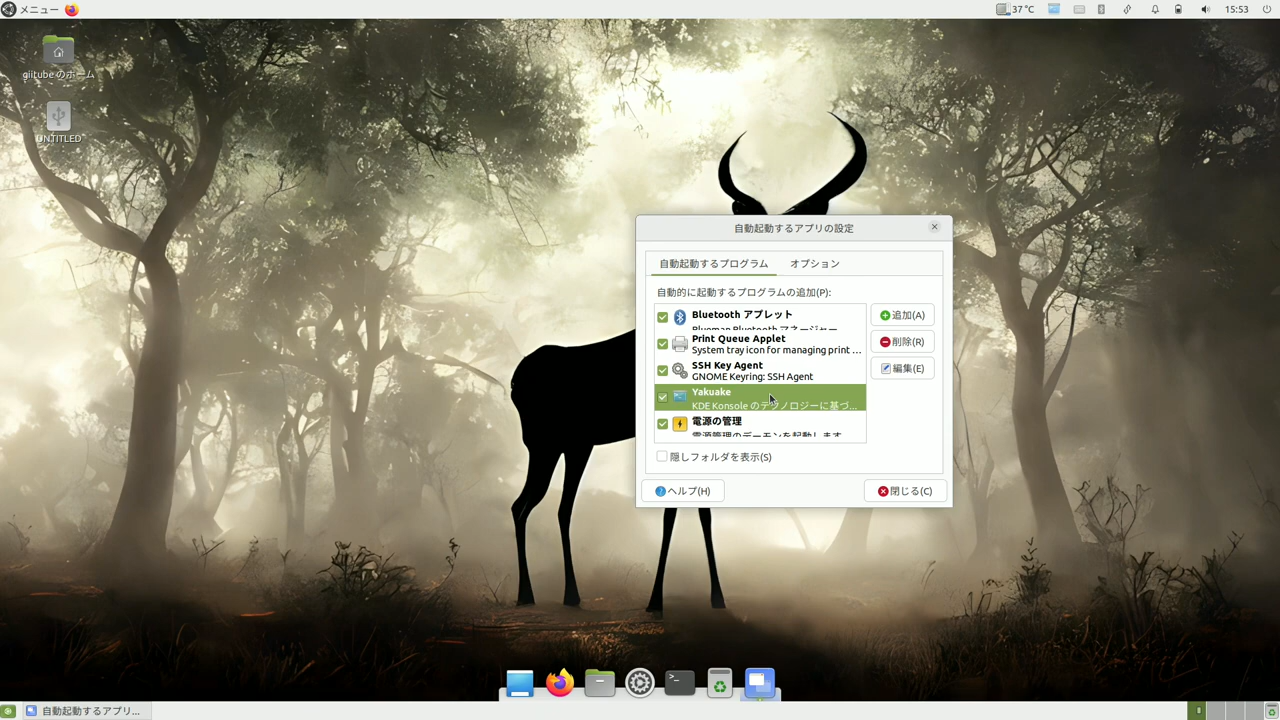 メニュー
37 °C
15:53
giitube のホーム
UNTITLED
自動起動するアプリの設定
自動起動するプログラム
オプション
自動的に起動するプログラムの追加(P):
Bluetooth アプレット
Blueman Bluetooth マネージャー
Print Queue Applet
System tray icon for managing print ...
SSH Key Agent
GNOME Keyring: SSH Agent
Yakuake
KDE Konsole のテクノロジーに基づ...
電源の管理
電源管理のデーモンを起動します
追加(A)
削除(R)
編集(E)
隠しフォルダを表示(S)
ヘルプ(H)
閉じる(C)
自動起動するアプリ...